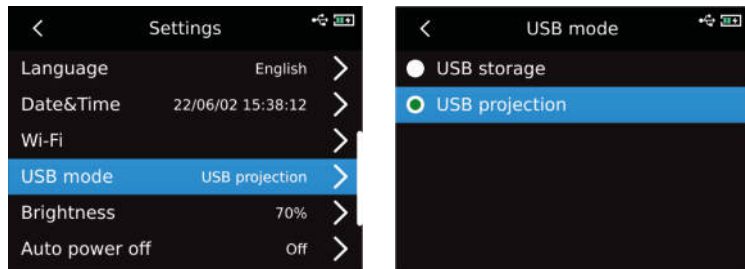 Settings
Language English
Date&Time 22/06/02 15:38:12
Wi-Fi
USB mode USB projection
Brightness 70%
Auto power off Off
USB mode
USB storage
USB projection